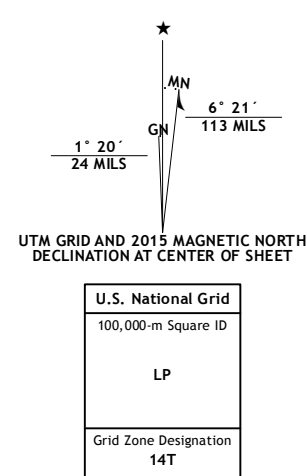 MN
6° 21´
113 MILS
GN
1° 20´
24 MILS
UTM GRID AND 2015 MAGNETIC NORTH
DECLINATION AT CENTER OF SHEET
U.S. National Grid
100,000-m Square ID
LP
Grid Zone Designation
14T